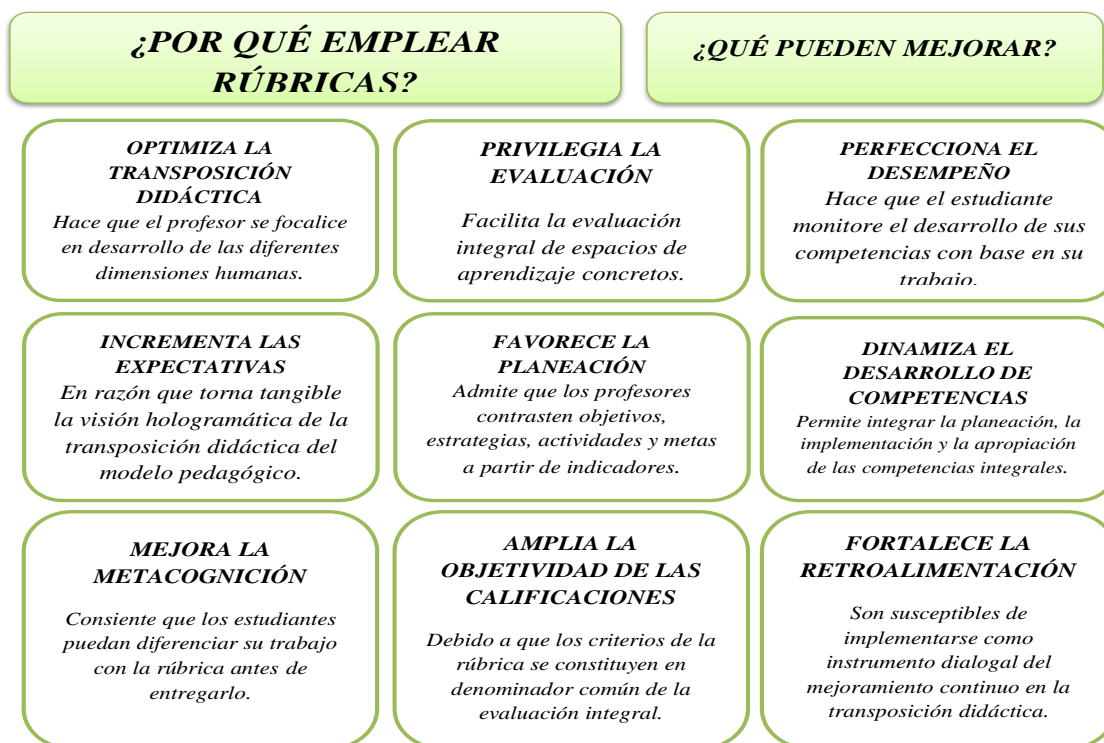 ¿POR QUÉ EMPLEAR
RÚBRICAS?
¿QUÉ PUEDEN MEJORAR?
OPTIMIZA LA
TRANSPOSICIÓN
DIDÁCTICA
Hace que el profesor se focalice
en desarrollo de las diferentes
dimensiones humanas.
PRIVILEGIA LA
EVALUACIÓN
Facilita la evaluación
integral de espacios de
aprendizaje concretos.
PERFECCIONA EL
DESEMPEÑO
Hace que el estudiante
monitore el desarrollo de sus
competencias con base en su
trabajo.
INCREMENTA LAS
EXPECTATIVAS
En razón que torna tangible
la visión hologramática de la
transposición didáctica del
modelo pedagógico.
FAVORECE LA
PLANEACIÓN
Admite que los profesores
contrasten objetivos,
estrategias, actividades y metas
a partir de indicadores.
DINAMIZA EL
DESARROLLO DE
COMPETENCIAS
Permite integrar la planeación, la
implementación y la apropiación
de las competencias integrales.
MEJORA LA
METACOGNICIÓN
Consiente que los estudiantes
puedan diferenciar su trabajo
con la rúbrica antes de
entregarlo.
AMPLIA LA
OBJETIVIDAD DE LAS
CALIFICACIONES
Debido a que los criterios de la
rúbrica se constituyen en
denominador común de la
evaluación integral.
FORTALECE LA
RETROALIMENTACIÓN
Son susceptibles de
implementarse como
instrumento dialogal del
mejoramiento continuo en la
transposición didáctica.